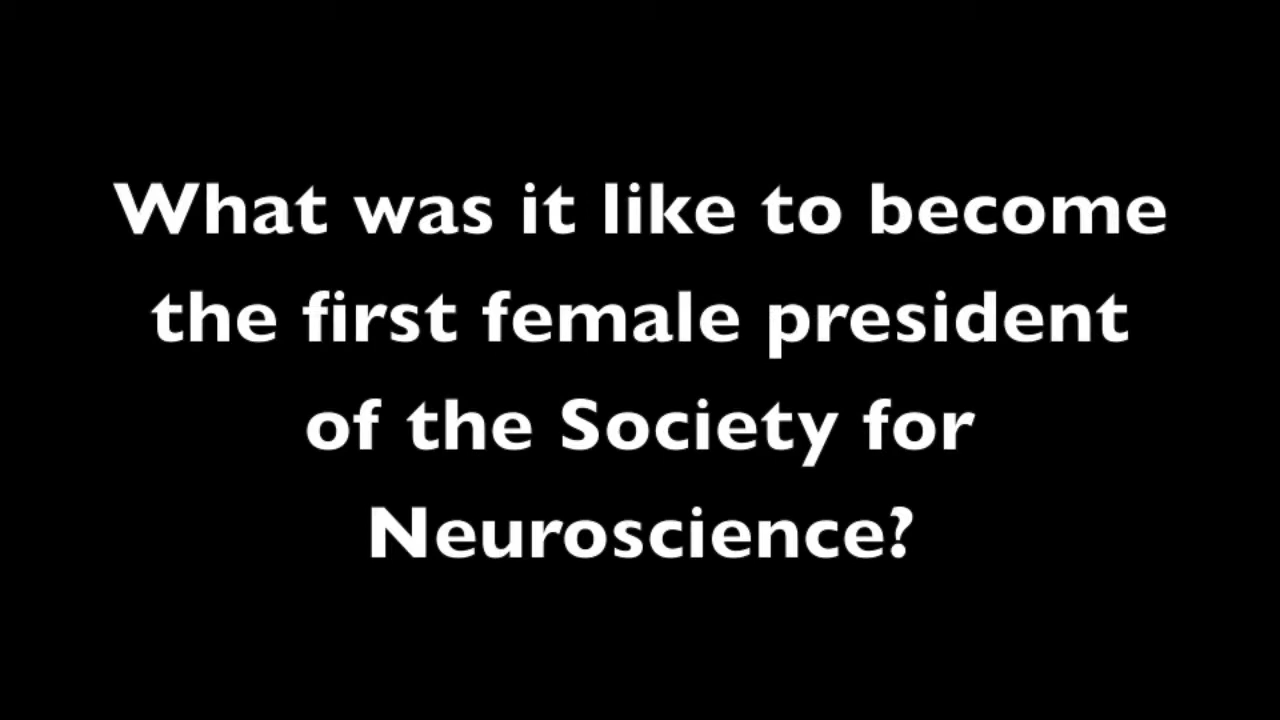 What was it like to become
the first female president
of the Society for
Neuroscience?